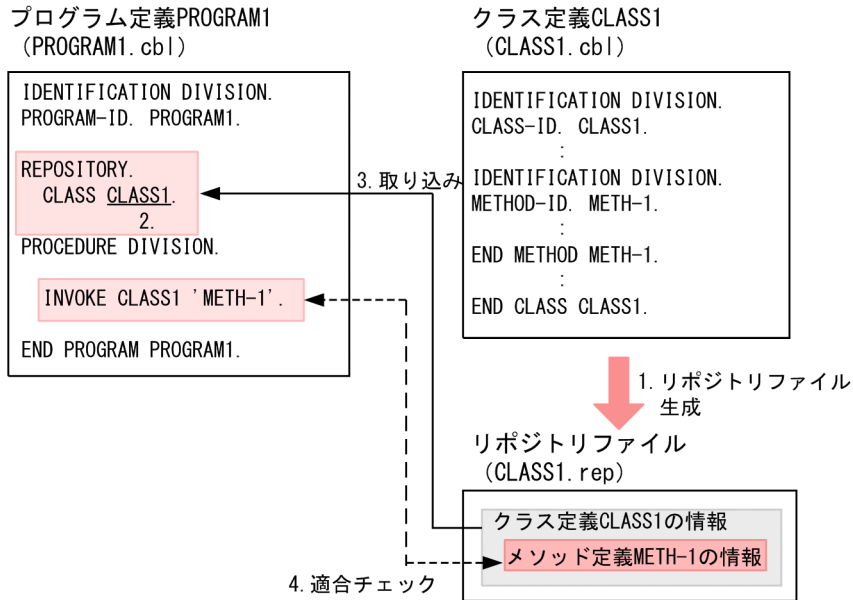 プログラム定義PROGRAM1
（PROGRAM1.cbl）
IDENTIFICATION DIVISION.
PROGRAM-ID. PROGRAM1.
REPOSITORY.
CLASS CLASS1.
2.
PROCEDURE DIVISION.
INVOKE CLASS1 'METH-1'.
END PROGRAM PROGRAM1.
3.取り込み
クラス定義CLASS1
（CLASS1.cbl）
IDENTIFICATION DIVISION.
CLASS-ID. CLASS1.
:
IDENTIFICATION DIVISION.
METHOD-ID. METH-1.
:
END METHOD METH-1.
:
END CLASS CLASS1.
1.リポジトリファイル
生成
リポジトリファイル
（CLASS1.rep）
クラス定義CLASS1の情報
メソッド定義METH-1の情報
4.適合チェック